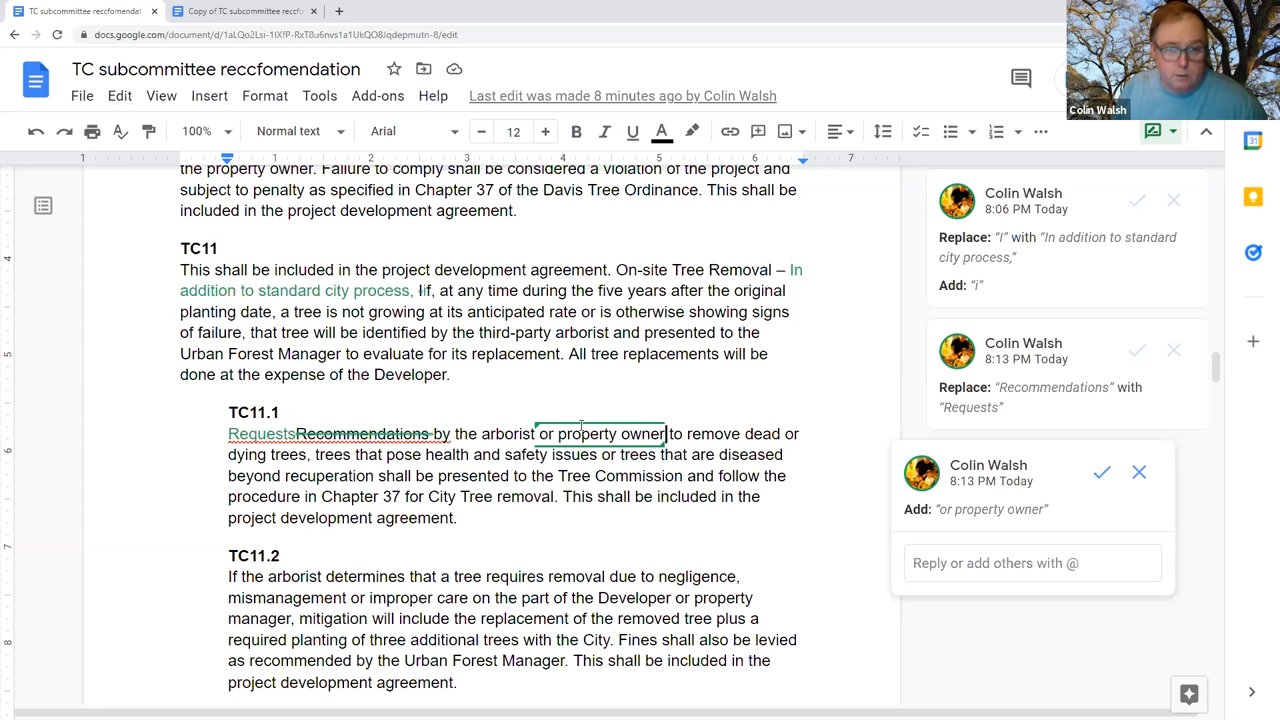 TC subcommittee reccfomendat
Copy of TC subcommittee reccf
docs.google.com/document/d/
/edit
TC subcommittee reccfomendation
File Edit View Insert Format Tools Add-ons Help Last edit was made 8 minutes ago by Colin Walsh
100% Normal text Arial 12 B I U A
1 1 2 3 4 5 6 7
the property owner. Failure to comply shall be considered a violation of the project and
subject to penalty as specified in Chapter 37 of the Davis Tree Ordinance. This shall be
included in the project development agreement.
TC11
This shall be included in the project development agreement. On-site Tree Removal – In
addition to standard city process, Iif, at any time during the five years after the original
planting date, a tree is not growing at its anticipated rate or is otherwise showing signs
of failure, that tree will be identified by the third-party arborist and presented to the
Urban Forest Manager to evaluate for its replacement. All tree replacements will be
done at the expense of the Developer.
TC11.1
RequestsRecommendations by the arborist or property owner to remove dead or
dying trees, trees that pose health and safety issues or trees that are diseased
beyond recuperation shall be presented to the Tree Commission and follow the
procedure in Chapter 37 for City Tree removal. This shall be included in the
project development agreement.
TC11.2
If the arborist determines that a tree requires removal due to negligence,
mismanagement or improper care on the part of the Developer or property
manager, mitigation will include the replacement of the removed tree plus a
required planting of three additional trees with the City. Fines shall also be levied
as recommended by the Urban Forest Manager. This shall be included in the
project development agreement.
4
5
6
7
8
Colin Walsh
8:06 PM Today
Replace: “I” with “In addition to standard
city process,”
Add: “i”
Colin Walsh
8:13 PM Today
Replace: “Recommendations” with
“Requests”
Colin Walsh
8:13 PM Today
Add: “or property owner”
Reply or add others with @
Colin Walsh
31